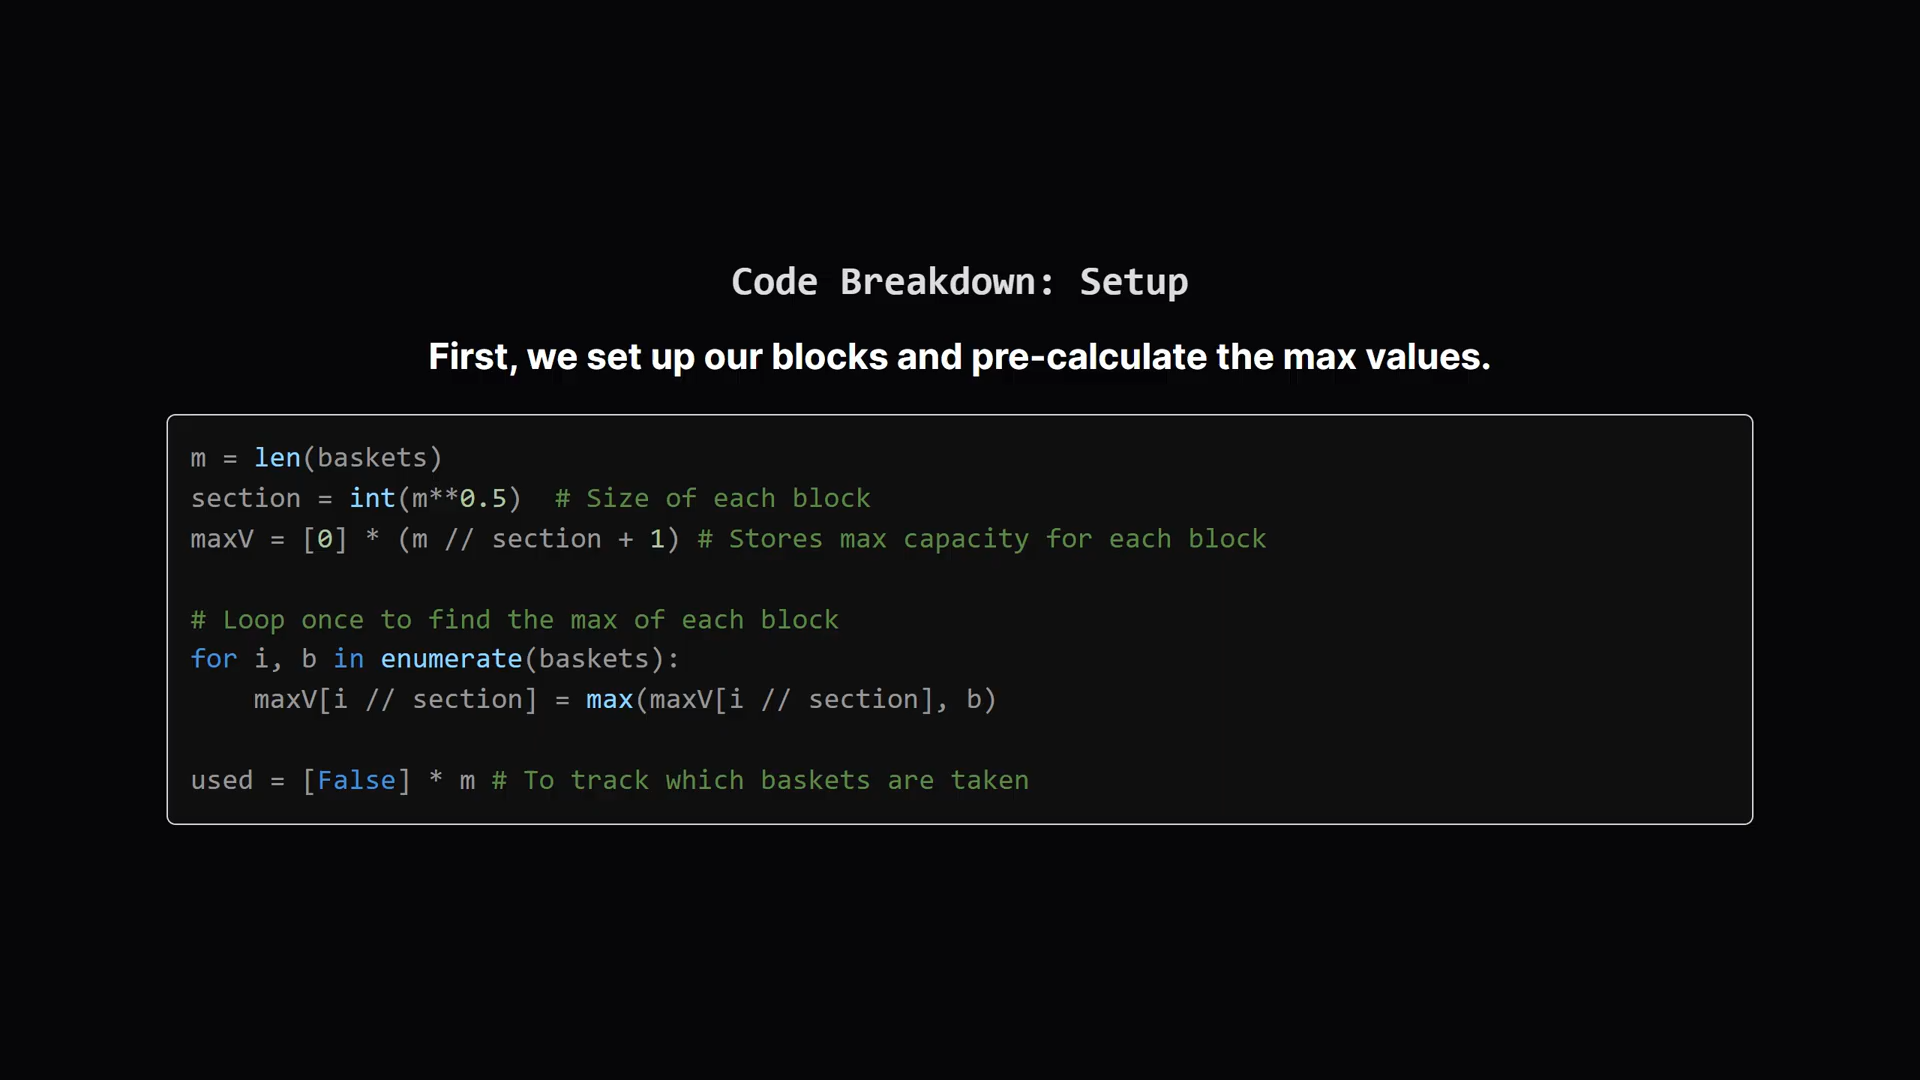 Code Breakdown: Setup
First, we set up our blocks and pre-calculate the max values.
m = len(baskets)
section = int(m**0.5)  # Size of each block
maxV = [0] * (m // section + 1) # Stores max capacity for each block
# Loop once to find the max of each block
for i, b in enumerate(baskets):
    maxV[i // section] = max(maxV[i // section], b)
used = [False] * m # To track which baskets are taken